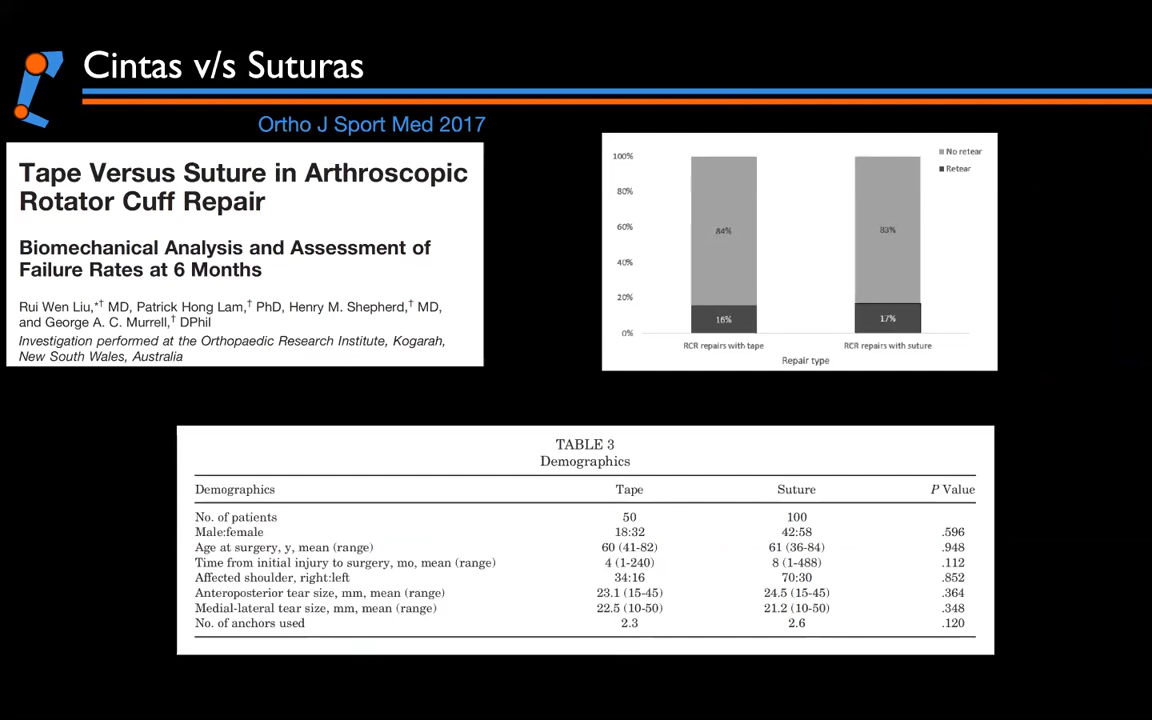 Cintas v/s Suturas
Ortho J Sport Med 2017
Tape Versus Suture in Arthroscopic
Rotator Cuff Repair
Biomechanical Analysis and Assessment of
Failure Rates at 6 Months
Rui Wen Liu,*† MD, Patrick Hong Lam,† PhD, Henry M. Shepherd,† MD,
and George A. C. Murrell,† DPhil
Investigation performed at the Orthopaedic Research Institute, Kogarah,
New South Wales, Australia
100%
80%
60%
40%
20%
0%
84%
16%
83%
17%
No retear
Retear
RCR repairs with tape
RCR repairs with suture
Repair type
TABLE 3
Demographics
Demographics Tape Suture P Value
No. of patients 50 100
Male:female 18:32 42:58 .596
Age at surgery, y, mean (range) 60 (41-82) 61 (36-84) .948
Time from initial injury to surgery, mo, mean (range) 4 (1-240) 8 (1-488) .112
Affected shoulder, right:left 34:16 70:30 .852
Anteroposterior tear size, mm, mean (range) 23.1 (15-45) 24.5 (15-45) .364
Medial-lateral tear size, mm, mean (range) 22.5 (10-50) 21.2 (10-50) .348
No. of anchors used 2.3 2.6 .120